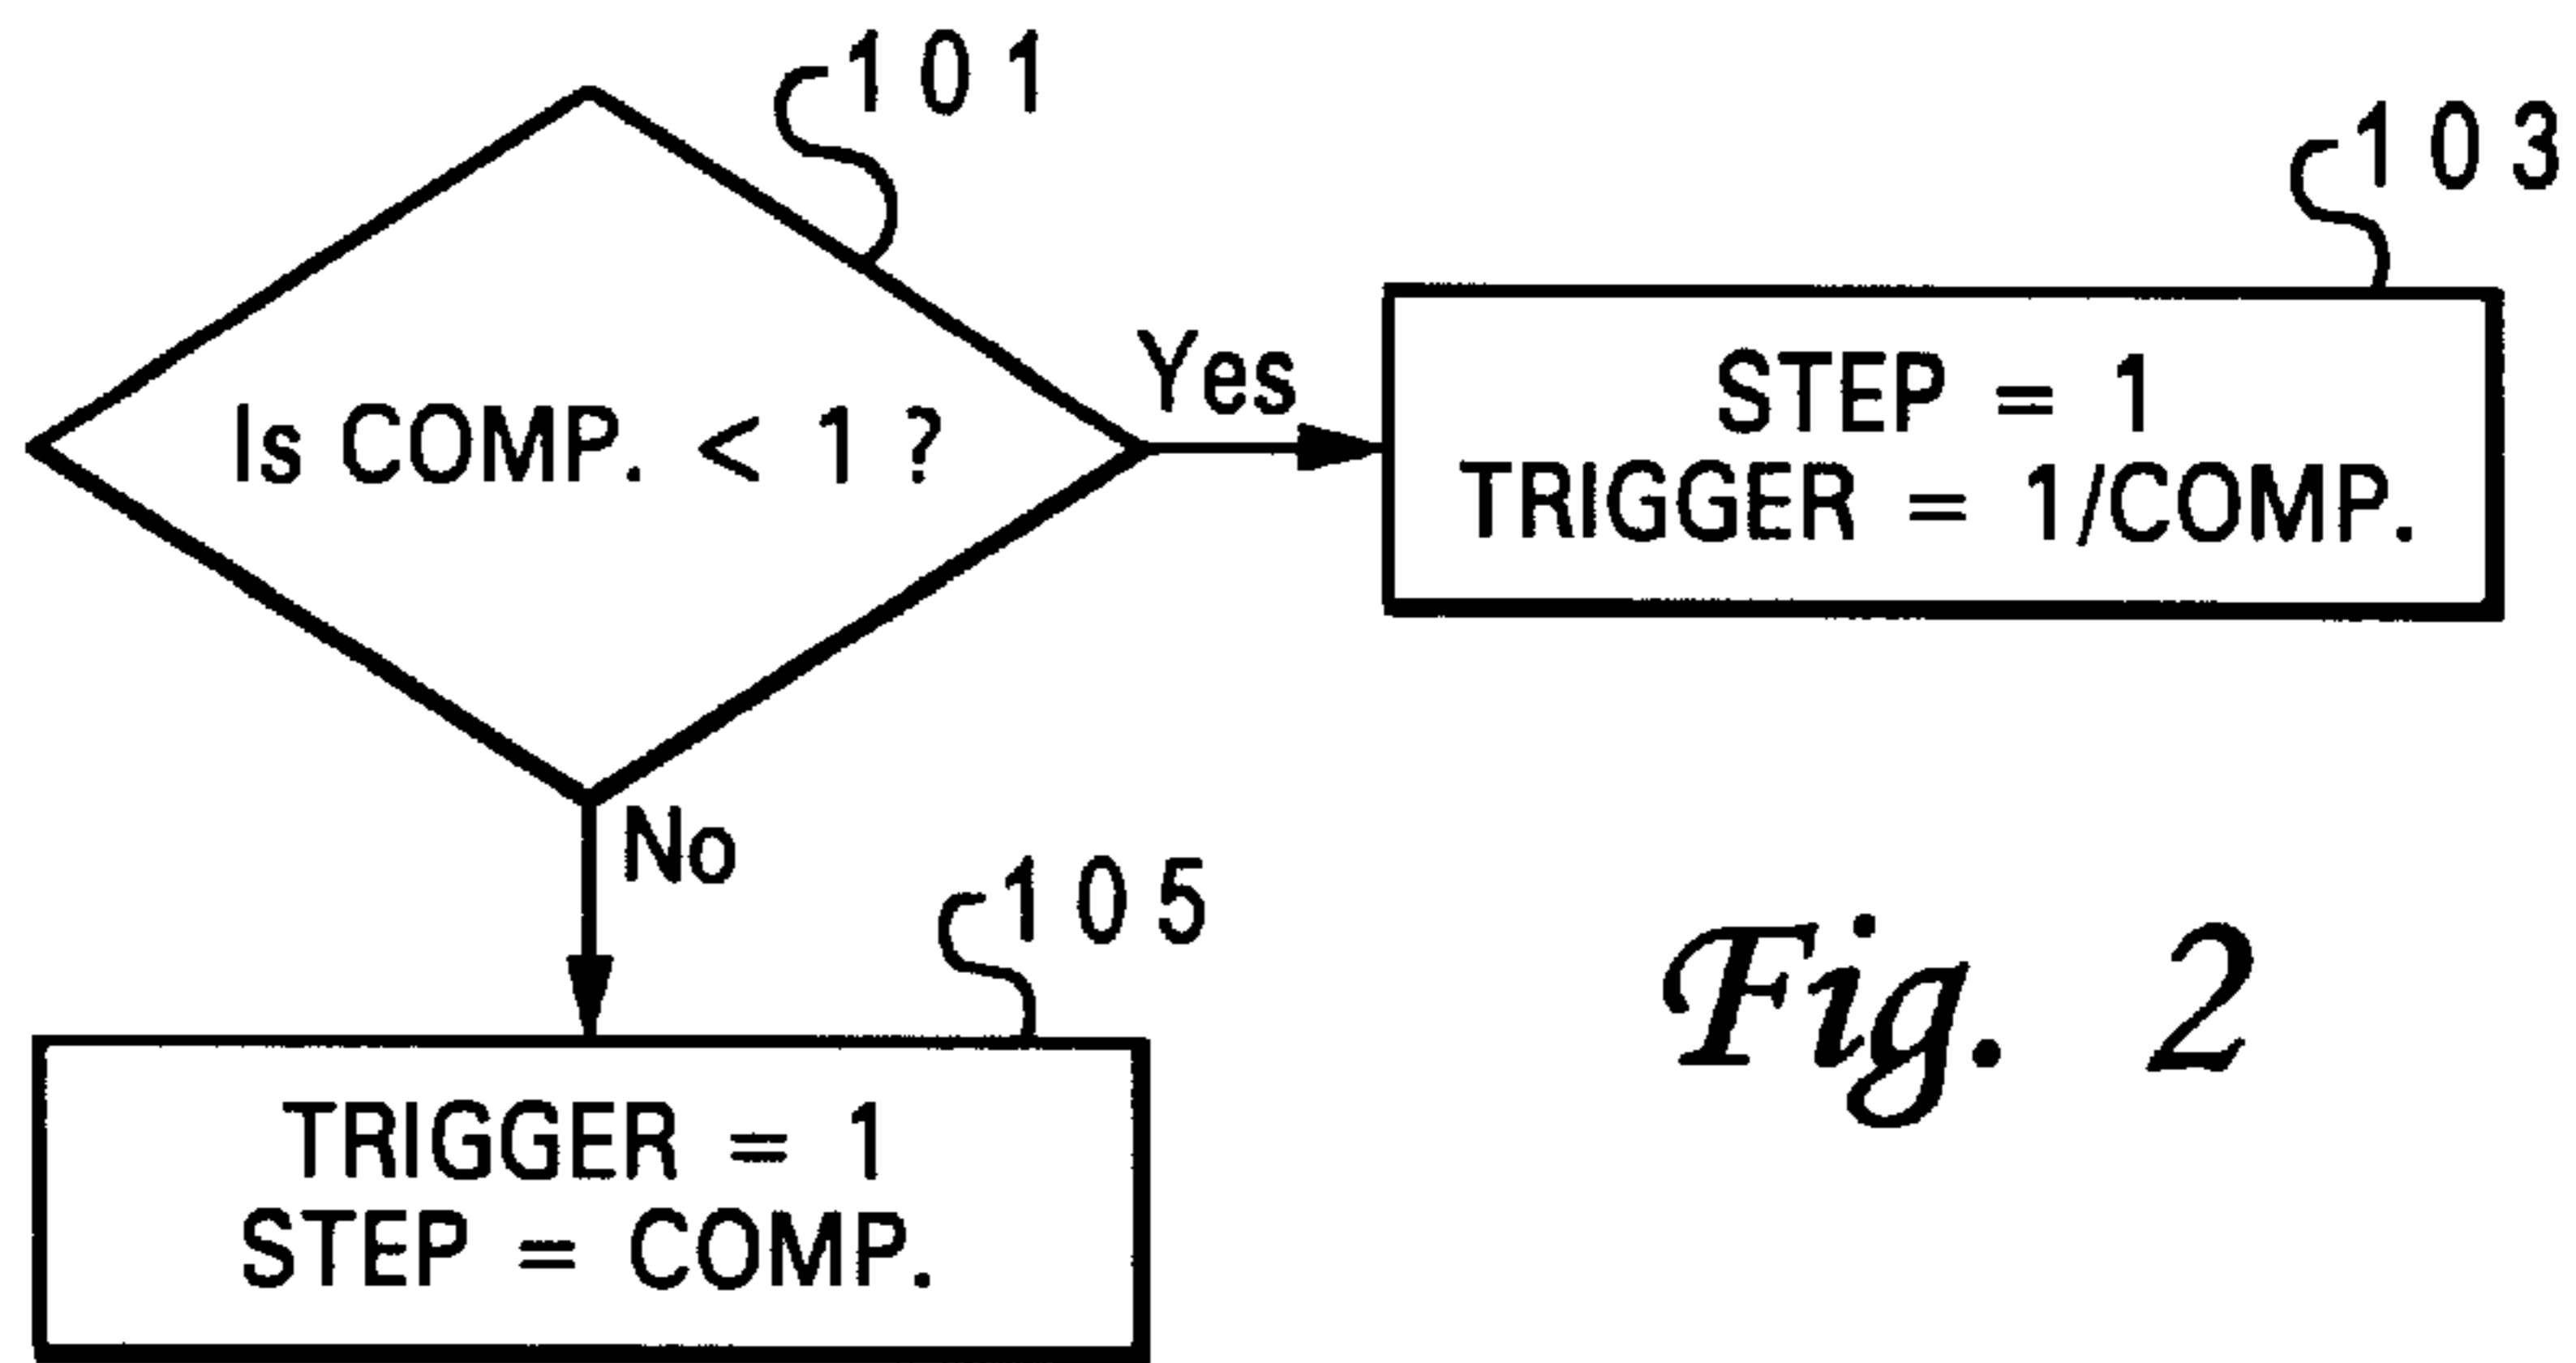 101
103
Is COMP. < 1 ?
Yes
STEP = 1
TRIGGER = 1/COMP.
No
105
TRIGGER = 1
STEP = COMP.
Fig. 2